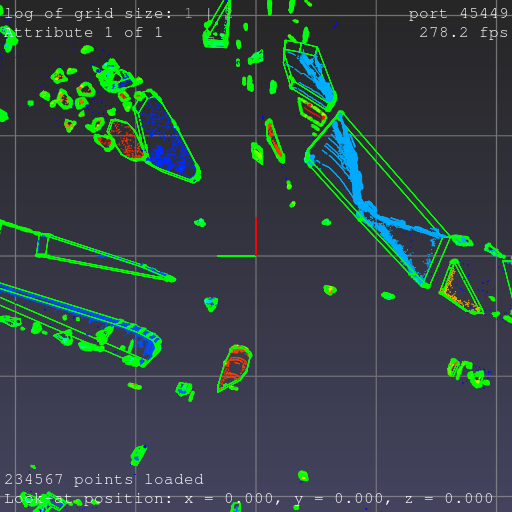 log of grid size: 1
port 45449
Attribute 1 of 1
278.2 fps
234567 points loaded
Look-at position: x = 0.000, y = 0.000, z = 0.000